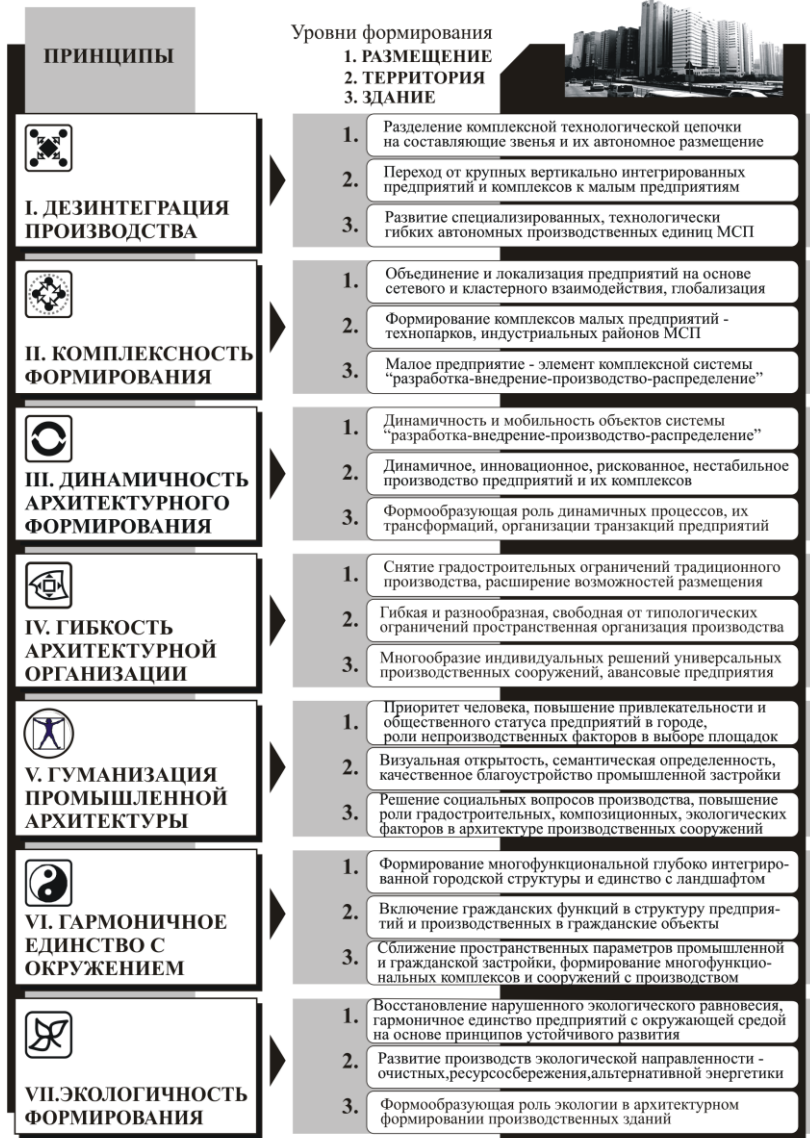 ПРИНЦИПЫ
Уровни формирования
1. РАЗМЕЩЕНИЕ
2. ТЕРРИТОРИЯ
3. ЗДАНИЕ
I. ДЕЗИНТЕГРАЦИЯ
ПРОИЗВОДСТВА
1. Разделение комплексной технологической цепочки
на составляющие звенья и их автономное размещение
2. Переход от крупных вертикально интегрированных
предприятий и комплексов к малым предприятиям
3. Развитие специализированных, технологически
гибких автономных производственных единиц МСП
II. КОМПЛЕКСНОСТЬ
ФОРМИРОВАНИЯ
1. Объединение и локализация предприятий на основе
сетевого и кластерного взаимодействия, глобализация
2. Формирование комплексов малых предприятий -
технопарков, индустриальных районов МСП
3. Малое предприятие - элемент комплексной системы
“разработка-внедрение-производство-распределение”
III. ДИНАМИЧНОСТЬ
АРХИТЕКТУРНОГО
ФОРМИРОВАНИЯ
1. Динамичность и мобильность объектов системы
“разработка-внедрение-производство-распределение”
2. Динамичное, инновационное, рискованное, нестабильное
производство предприятий и их комплексов
3. Формообразующая роль динамичных процессов, их
трансформаций, организации транзакций предприятий
IV. ГИБКОСТЬ
АРХИТЕКТУРНОЙ
ОРГАНИЗАЦИИ
1. Снятие градостроительных ограничений традиционного
производства, расширение возможностей размещения
2. Гибкая и разнообразная, свободная от типологических
ограничений пространственная организация производства
3. Многообразие индивидуальных решений универсальных
производственных сооружений, авансовые предприятия
V. ГУМАНИЗАЦИЯ
ПРОМЫШЛЕННОЙ
АРХИТЕКТУРЫ
1. Приоритет человека, повышение привлекательности и
общественного статуса предприятий в городе,
роли непроизводственных факторов в выборе площадок
2. Визуальная открытость, семантическая определенность,
качественное благоустройство промышленной застройки
3. Решение социальных вопросов производства, повышение
роли градостроительных, композиционных, экологических
факторов в архитектуре производственных сооружений
VI. ГАРМОНИЧНОЕ
ЕДИНСТВО С
ОКРУЖЕНИЕМ
1. Формирование многофункциональной глубоко интегриро-
ванной городской структуры и единство с ландшафтом
2. Включение гражданских функций в структуру предприя-
тий и производственных в гражданские объекты
3. Сближение пространственных параметров промышленной
и гражданской застройки, формирование многофункцио-
нальных комплексов и сооружений с производством
VII.ЭКОЛОГИЧНОСТЬ
ФОРМИРОВАНИЯ
1. Восстановление нарушенного экологического равновесия,
гармоничное единство предприятий с окружающей средой
на основе принципов устойчивого развития
2. Развитие производств экологической направленности -
очистных,ресурсосбережения,альтернативной энергетики
3. Формообразующая роль экологии в архитектурном
формировании производственных зданий